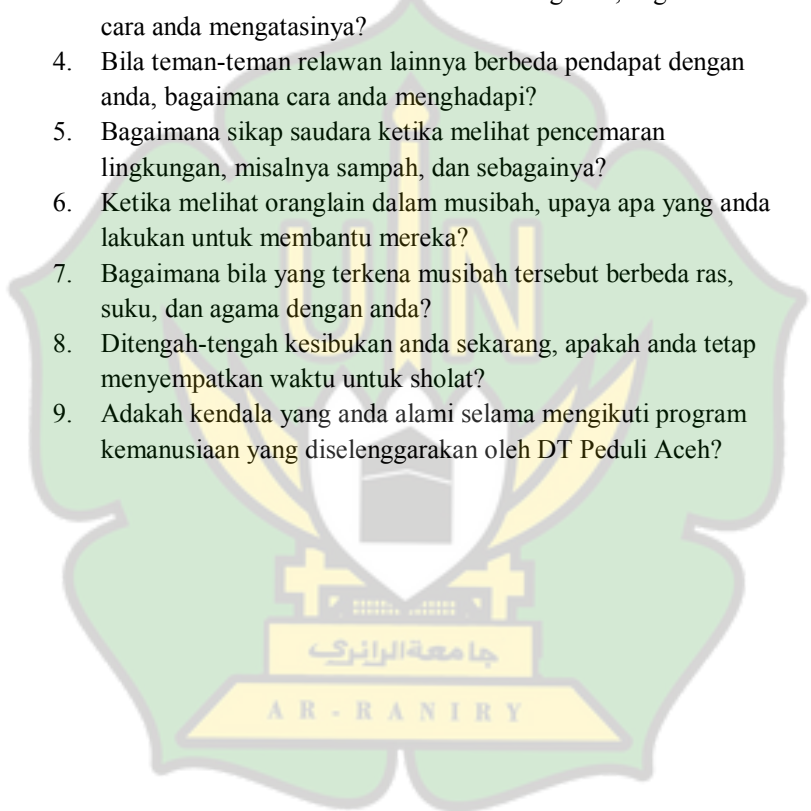 cara anda mengatasinya?
4. Bila teman-teman relawan lainnya berbeda pendapat dengan
anda, bagaimana cara anda menghadapi?
5. Bagaimana sikap saudara ketika melihat pencemaran
lingkungan, misalnya sampah, dan sebagainya?
6. Ketika melihat oranglain dalam musibah, upaya apa yang anda
lakukan untuk membantu mereka?
7. Bagaimana bila yang terkena musibah tersebut berbeda ras,
suku, dan agama dengan anda?
8. Ditengah-tengah kesibukan anda sekarang, apakah anda tetap
menyempatkan waktu untuk sholat?
9. Adakah kendala yang anda alami selama mengikuti program
kemanusiaan yang diselenggarakan oleh DT Peduli Aceh?
UIN
جامعة الرانري
AR-RANIRY